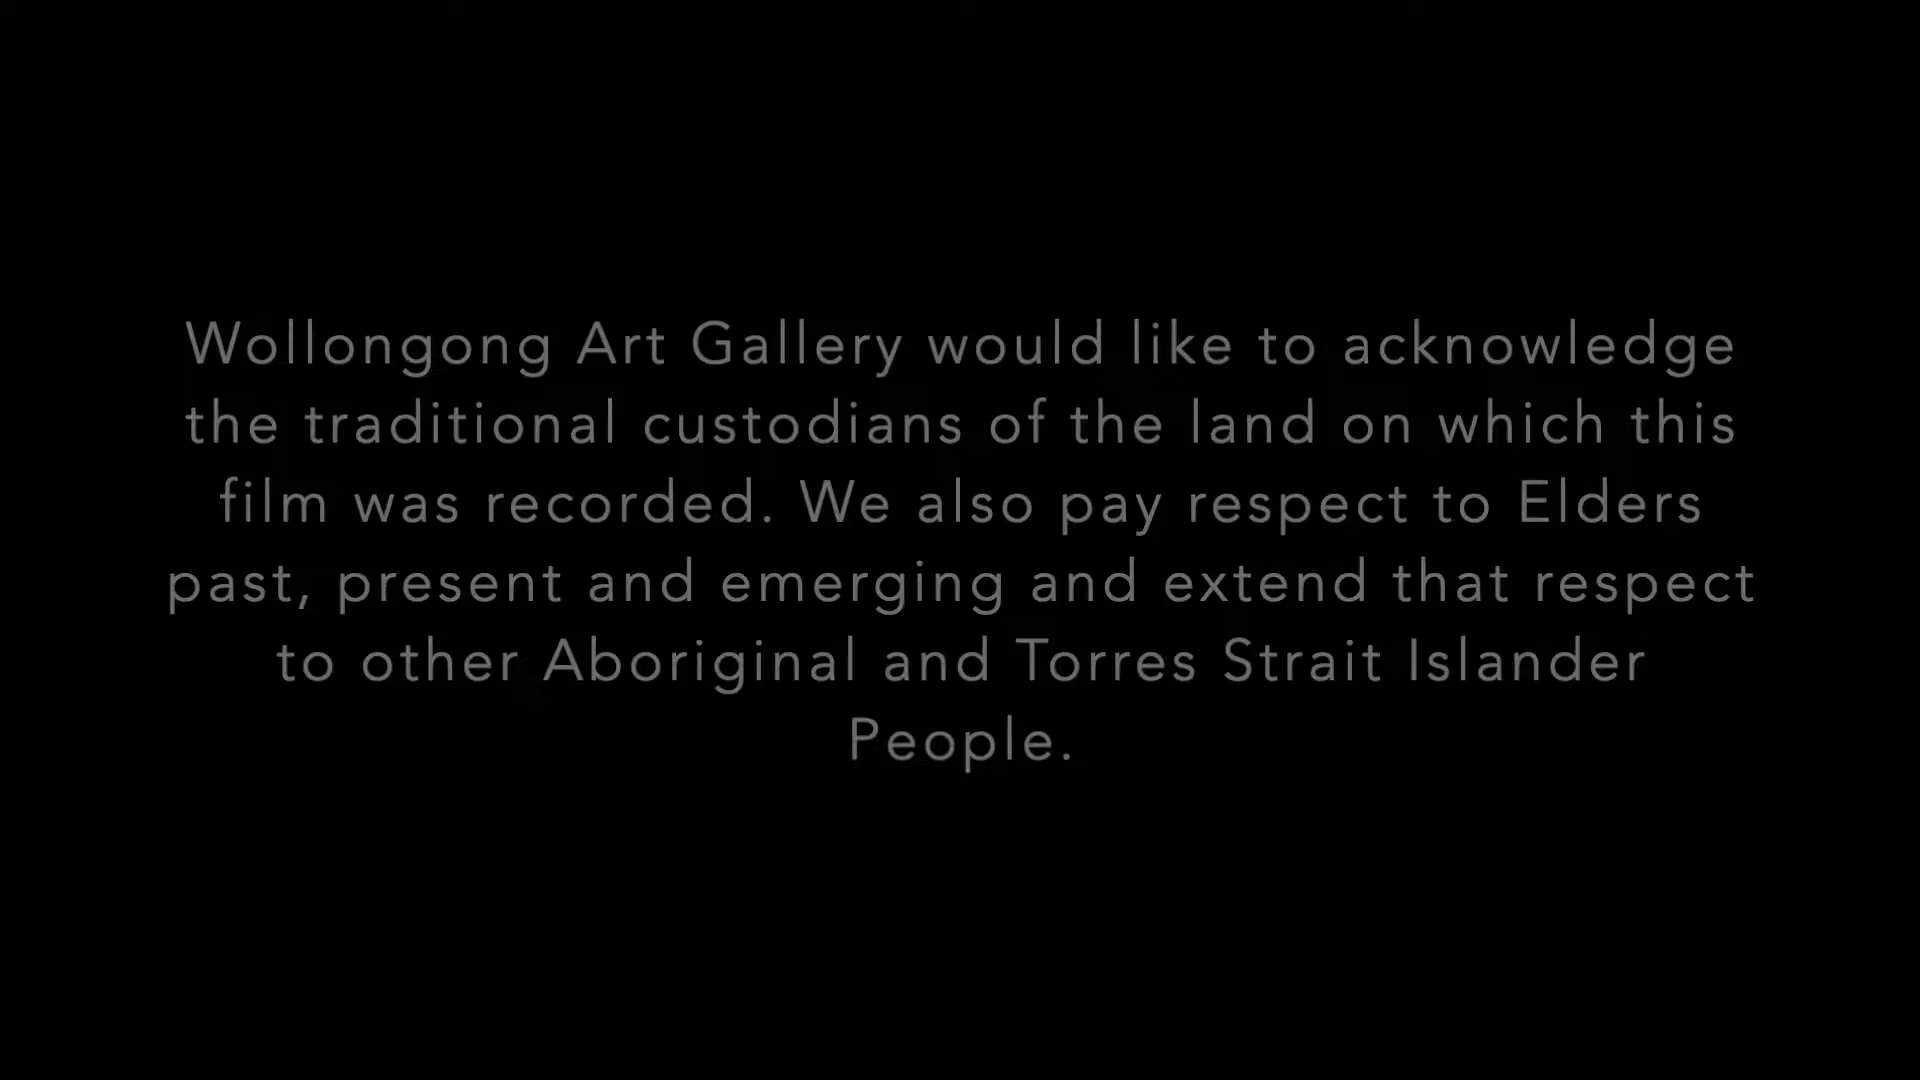 Wollongong Art Gallery would like to acknowledge
the traditional custodians of the land on which this
film was recorded. We also pay respect to Elders
past, present and emerging and extend that respect
to other Aboriginal and Torres Strait Islander
People.